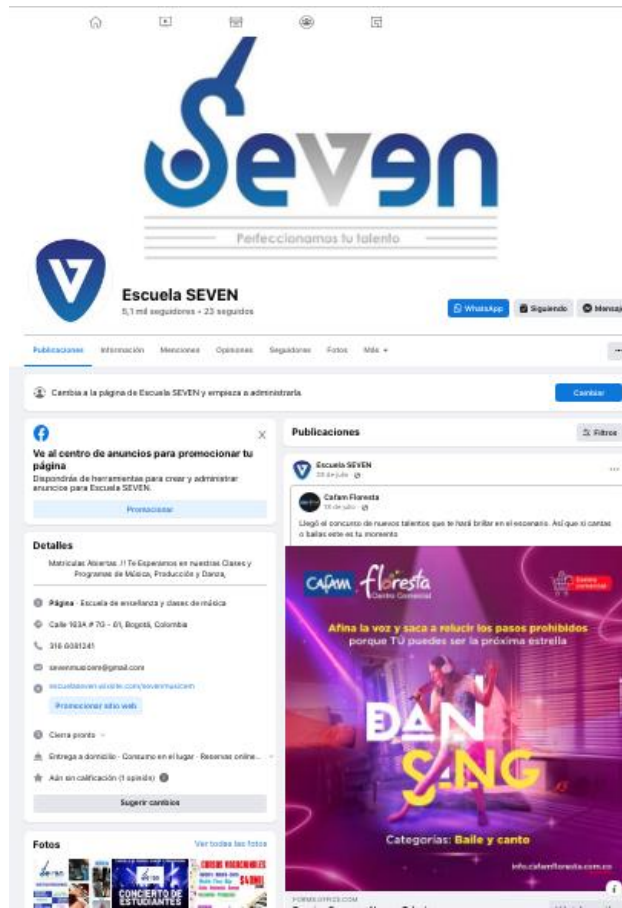 Seven
Perfeccionamos tu talento
Escuela SEVEN
5,1 mil seguidores • 23 seguidos
WhatsApp
Siguiendo
Mensaje
Publicaciones
Información
Menciones
Opiniones
Seguidores
Fotos
Más
Cambia a la página de Escuela SEVEN y empieza a administrarla.
Cambiar
Ve al centro de anuncios para promocionar tu
página
Dispondrás de herramientas para crear y administrar
anuncios para Escuela SEVEN.
Promocionar
Detalles
Matriculas Abiertas .!! Te Esperamos en nuestras Clases y
Programas de Música, Producción y Danza,
Página · Escuela de enseñanza y clases de música
Calle 163A # 7G - 61, Bogotá, Colombia
316 6081241
sevenmusicem@gmail.com
Promocionar sitio web
Cierra pronto
Entrega a domicilio · Consumo en el lugar · Reservas online...
Aún sin calificación (1 opinión)
Sugerir cambios
Fotos
Ver todas las fotos
Seven
CONCIERTO DE
ESTUDIANTES
CURSOS VACACIONALES
Publicaciones
Filtros
Escuela SEVEN
Cafam Floresta
Llegó el concurso de nuevos talentos que te hará brillar en el escenario. Así que si cantas
o bailas este es tu momento
CAFAM
floresta
Centro Comercial
Afina la voz y saca a relucir los pasos prohibidos
porque TÚ puedes ser la próxima estrella
DAN
SING
Categorías: Baile y canto
info.cafamfloresta.com.co
FORMS.OFFICE.COM